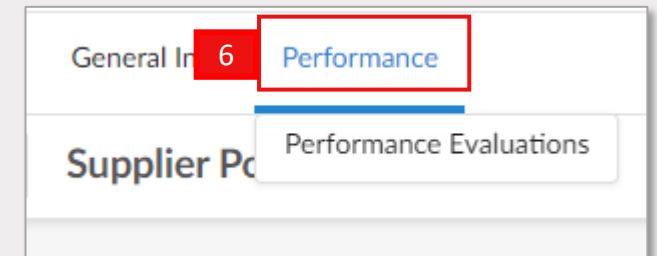 General In 6 Performance
Performance Evaluations
Supplier Po